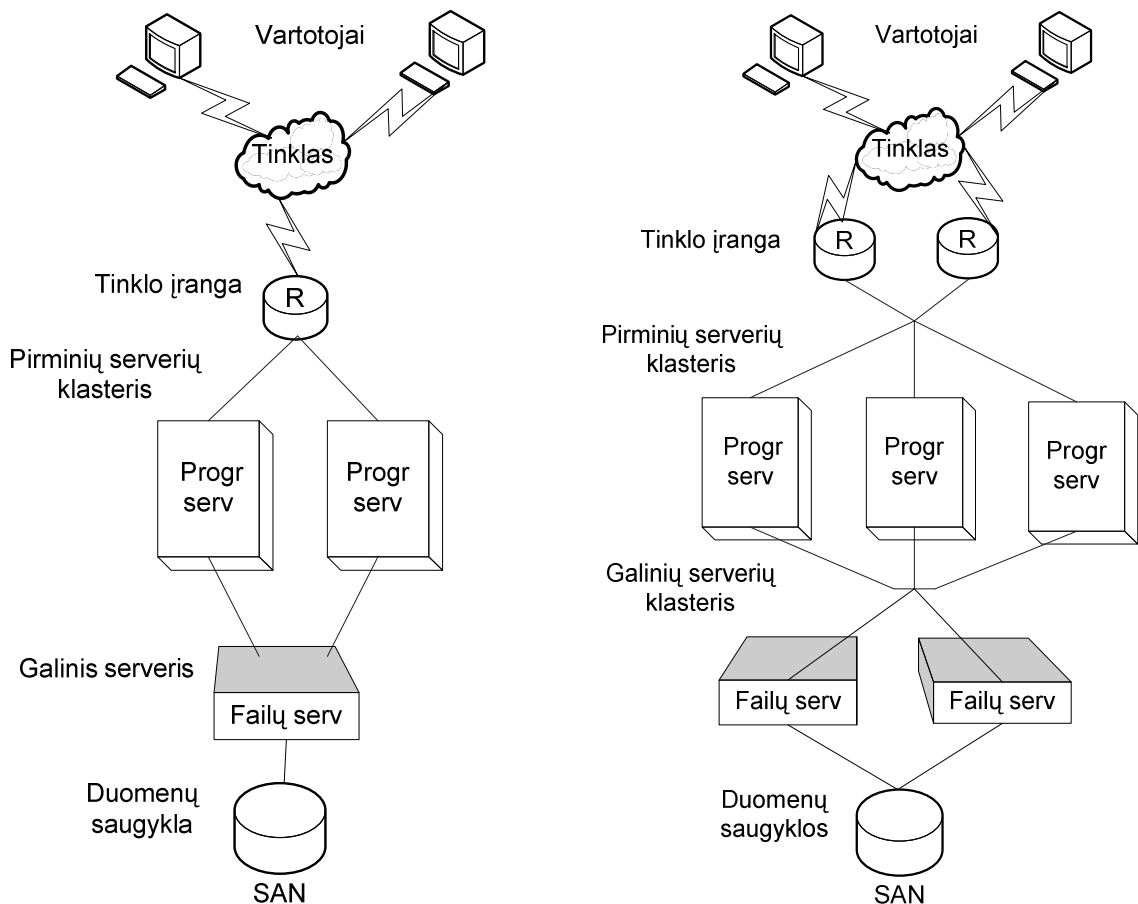 Vartotojai
Tinklas
Tinklo įranga
R
Pirminių serverių
klasteris
Progr
serv
Progr
serv
Galinis serveris
Failų serv
Duomenų
saugykla
SAN
Vartotojai
Tinklas
Tinklo įranga
R
R
Pirminių serverių
klasteris
Progr
serv
Progr
serv
Progr
serv
Galinių serverių
klasteris
Failų serv
Failų serv
Duomenų
saugyklos
SAN